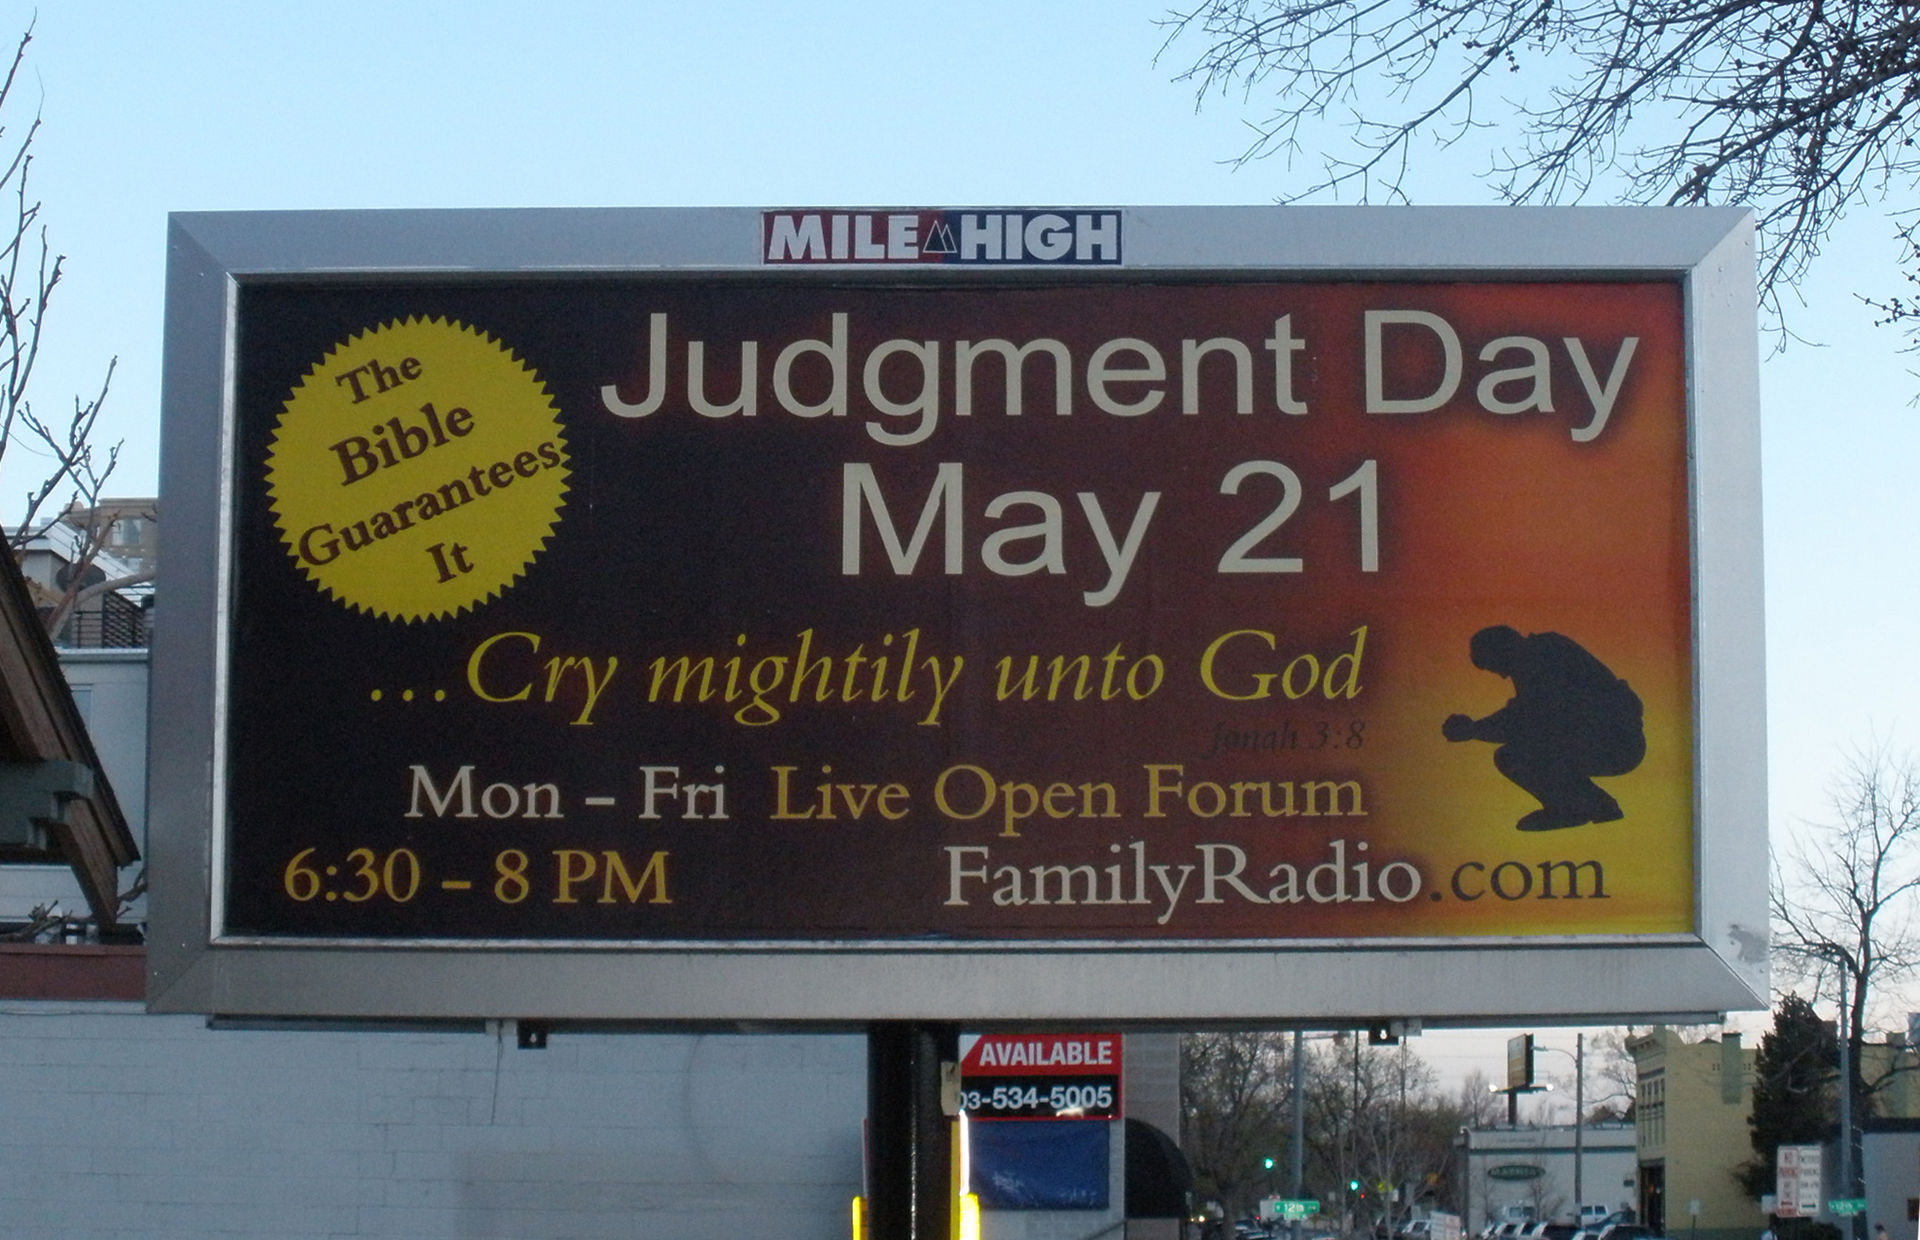 MILE HIGH
The
Bible
Guarantees
It
Judgment Day
May 21
...Cry mightily unto God
Jonah 3:8
Mon – Fri Live Open Forum
6:30 – 8 PM FamilyRadio.com
AVAILABLE
03-534-5005
12th